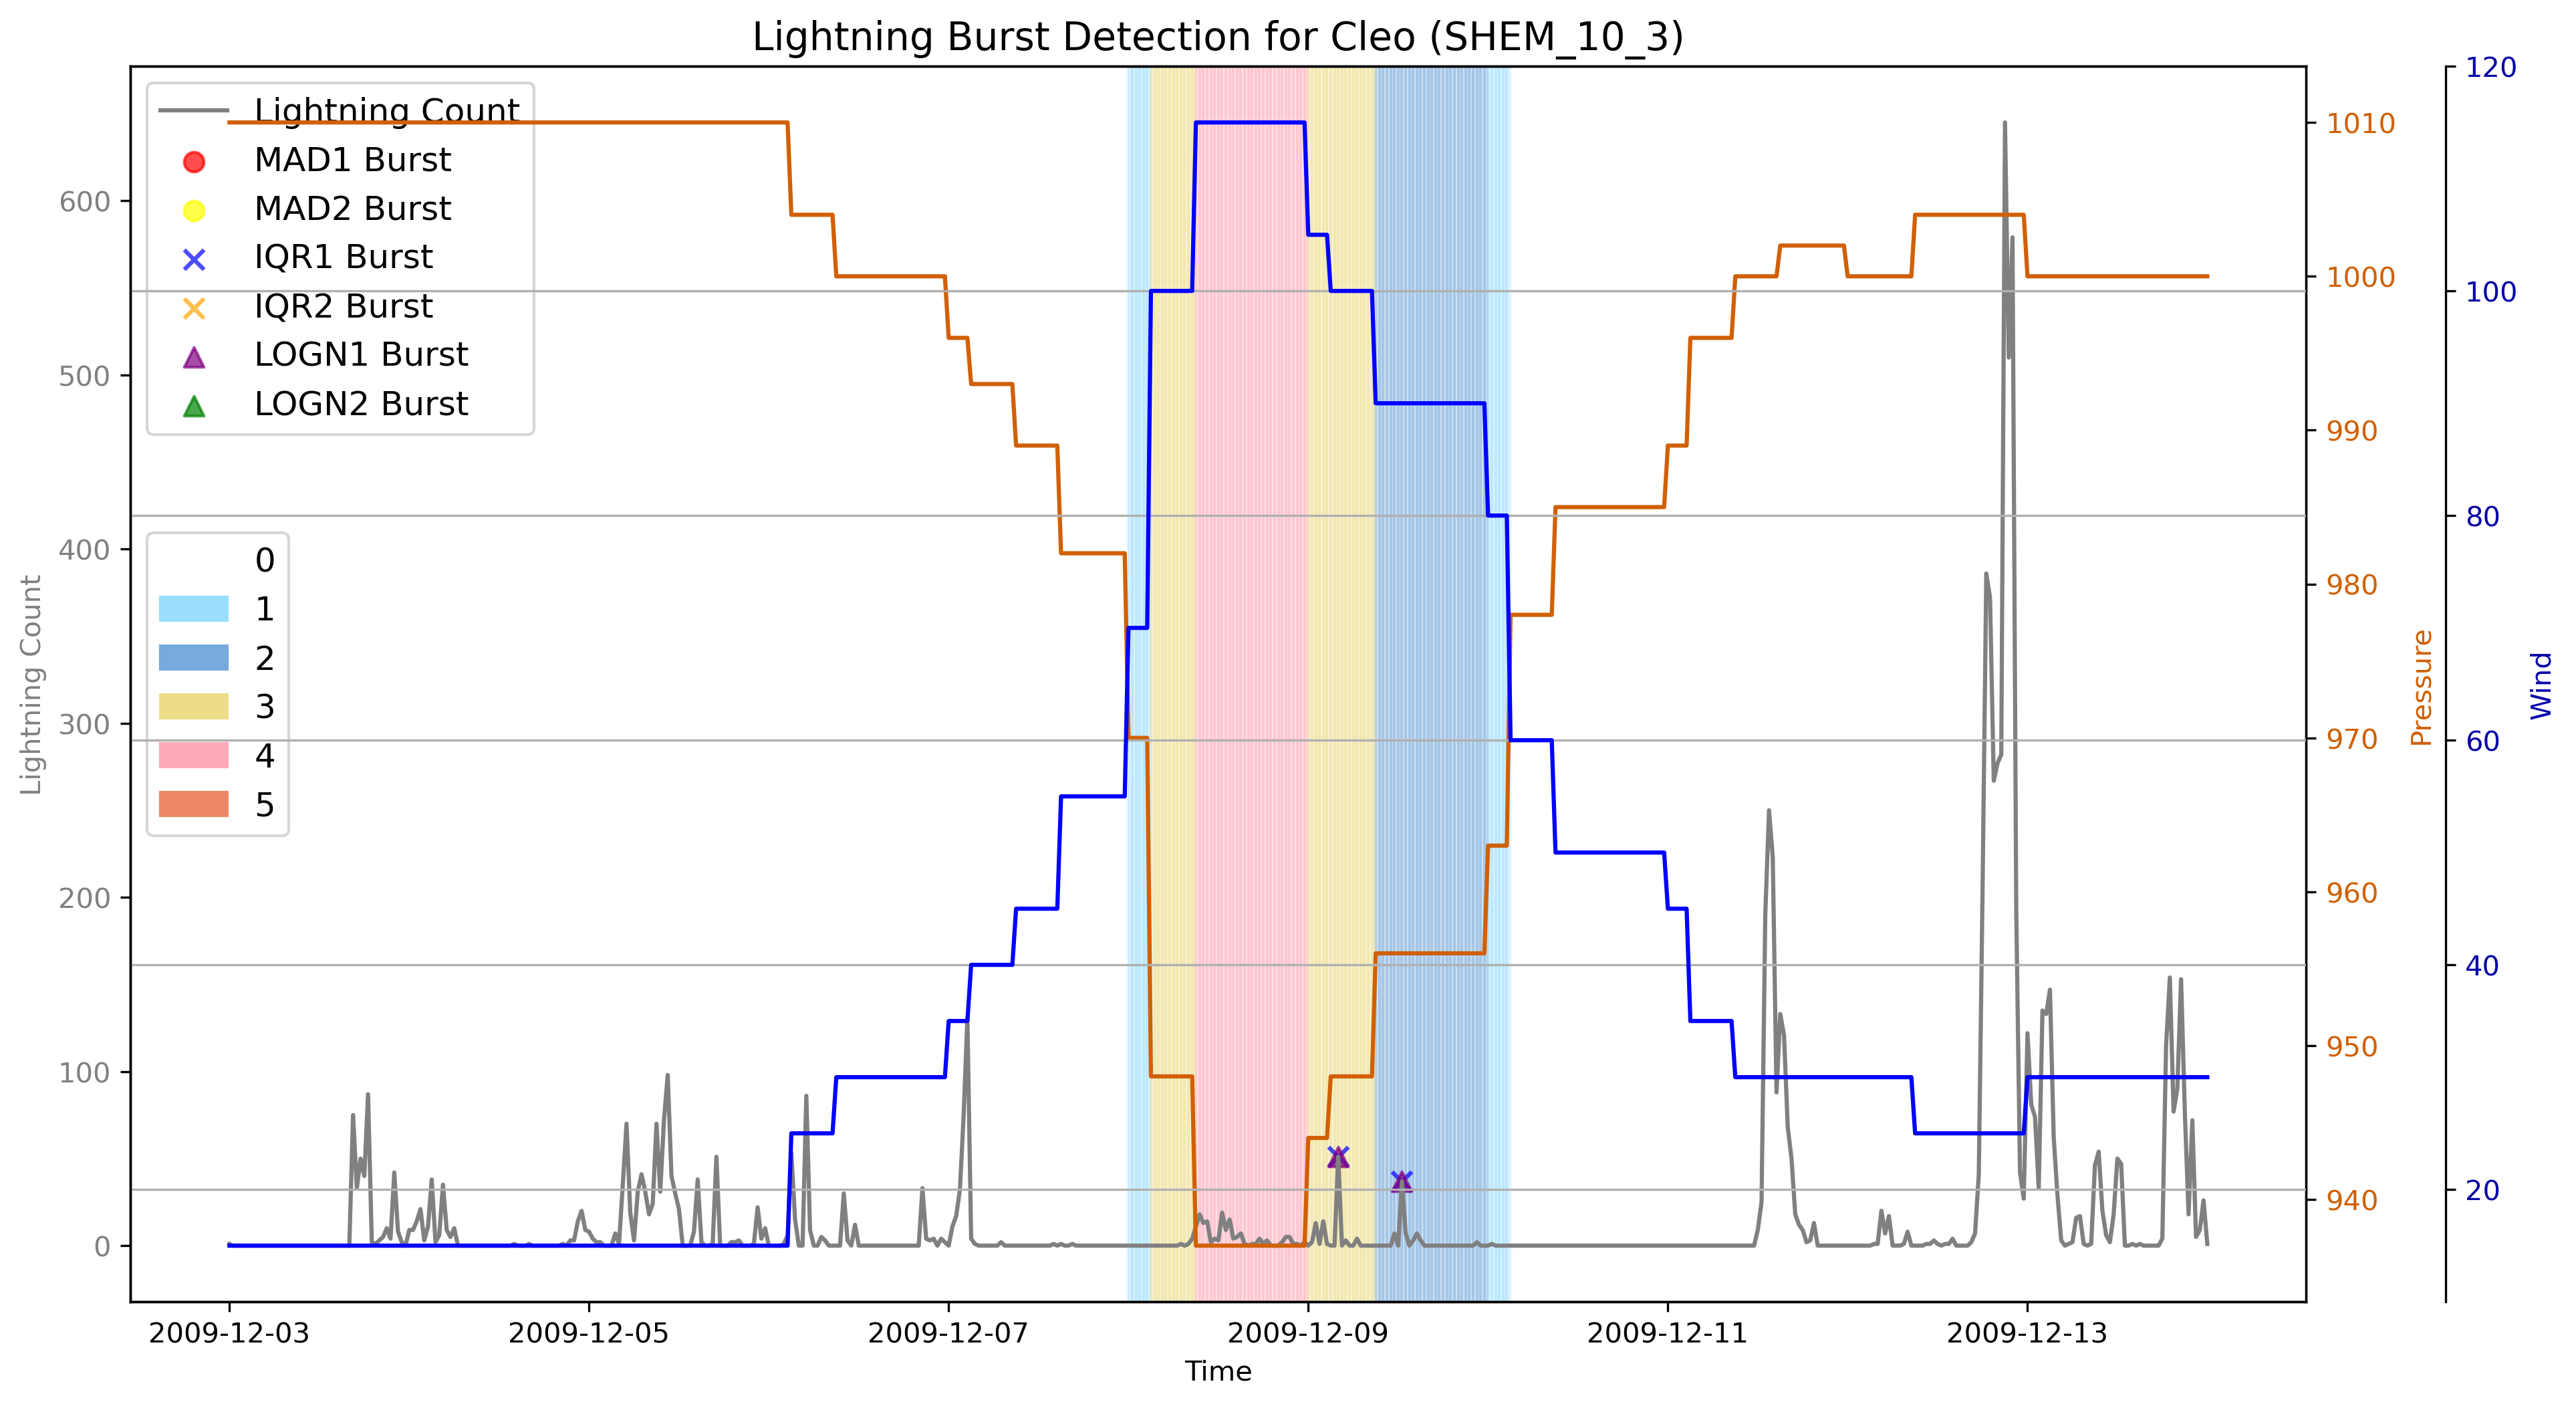 Lightning Burst Detection for Cleo (SHEM_10_3)
Lightning Count
MAD1 Burst
MAD2 Burst
IQR1 Burst
IQR2 Burst
LOGN1 Burst
LOGN2 Burst
0
1
2
3
4
5
Lightning Count
600
500
400
300
200
100
0
1010
1000
990
980
970
960
950
940
Pressure
120
100
80
60
40
20
Wind
2009-12-03
2009-12-05
2009-12-07
2009-12-09
2009-12-11
2009-12-13
Time